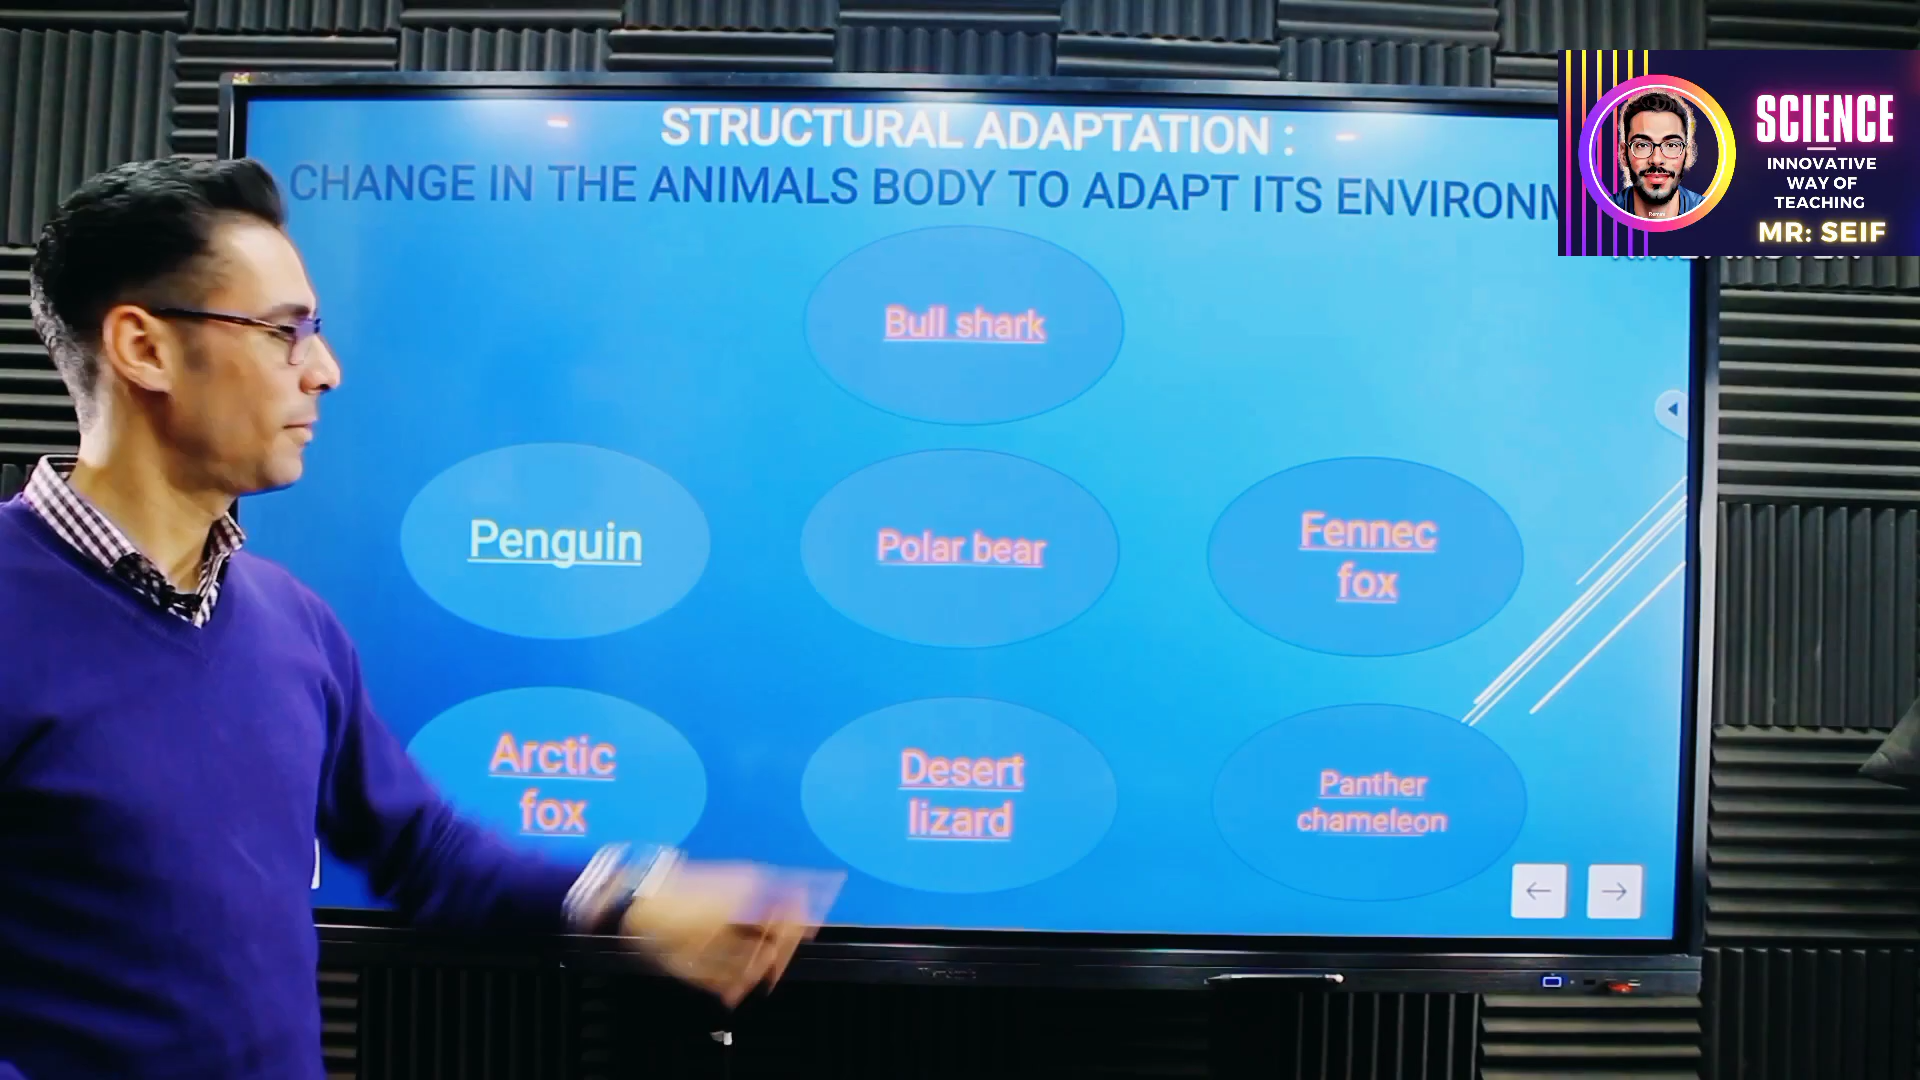 STRUCTURAL ADAPTATION :
CHANGE IN THE ANIMALS BODY TO ADAPT ITS
Bull shark
Penguin
Polar bear
Fennec
fox
Arctic
fox
Desert
lizard
Panther
chameleon
SCIENCE
INNOVATIVE
WAY OF
TEACHING
MR: SEIF